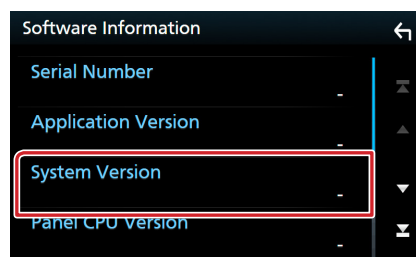 Software Information
Serial Number
-
Application Version
-
System Version
-
Panel CPU Version
-